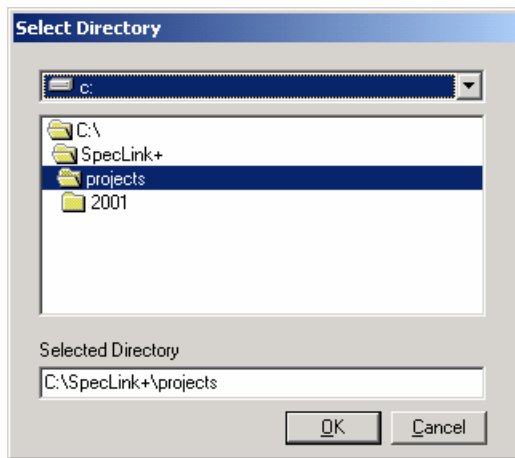 Select Directory
c:
C:\
SpecLink+
projects
2001
Selected Directory
C:\SpecLink+\projects
OK Cancel